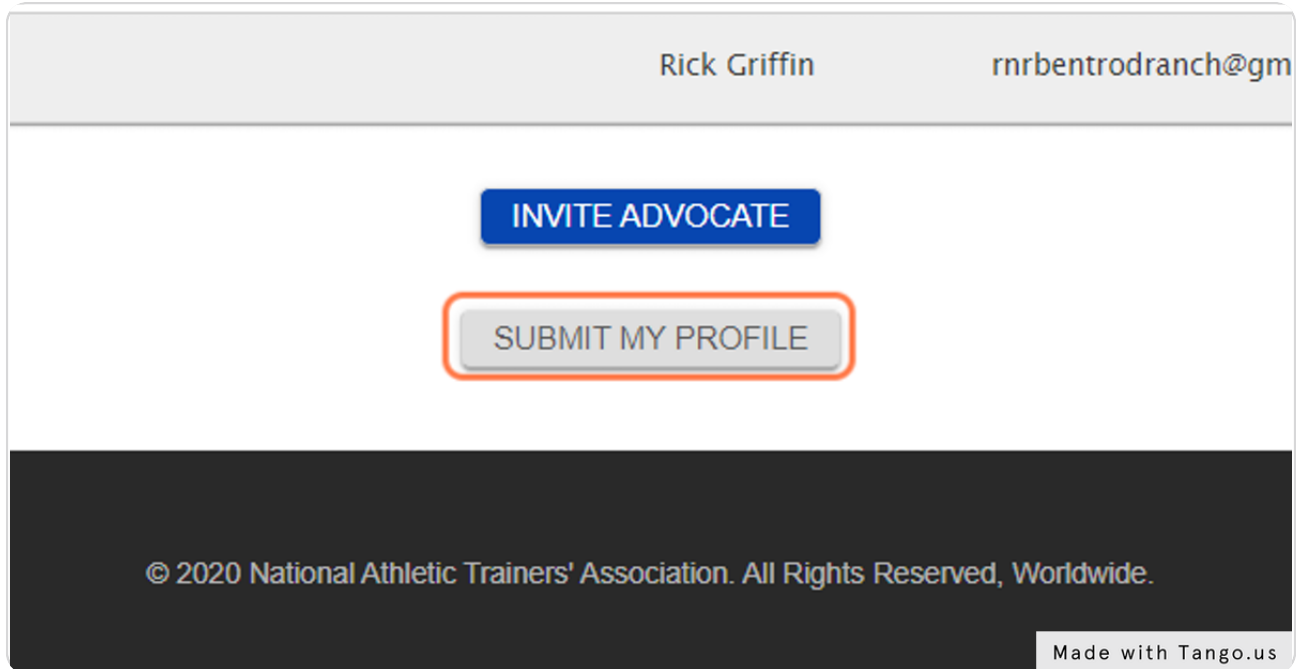 Rick Griffin rnrbentrodranch@gm
INVITE ADVOCATE
SUBMIT MY PROFILE
© 2020 National Athletic Trainers' Association. All Rights Reserved, Worldwide.
Made with Tango.us